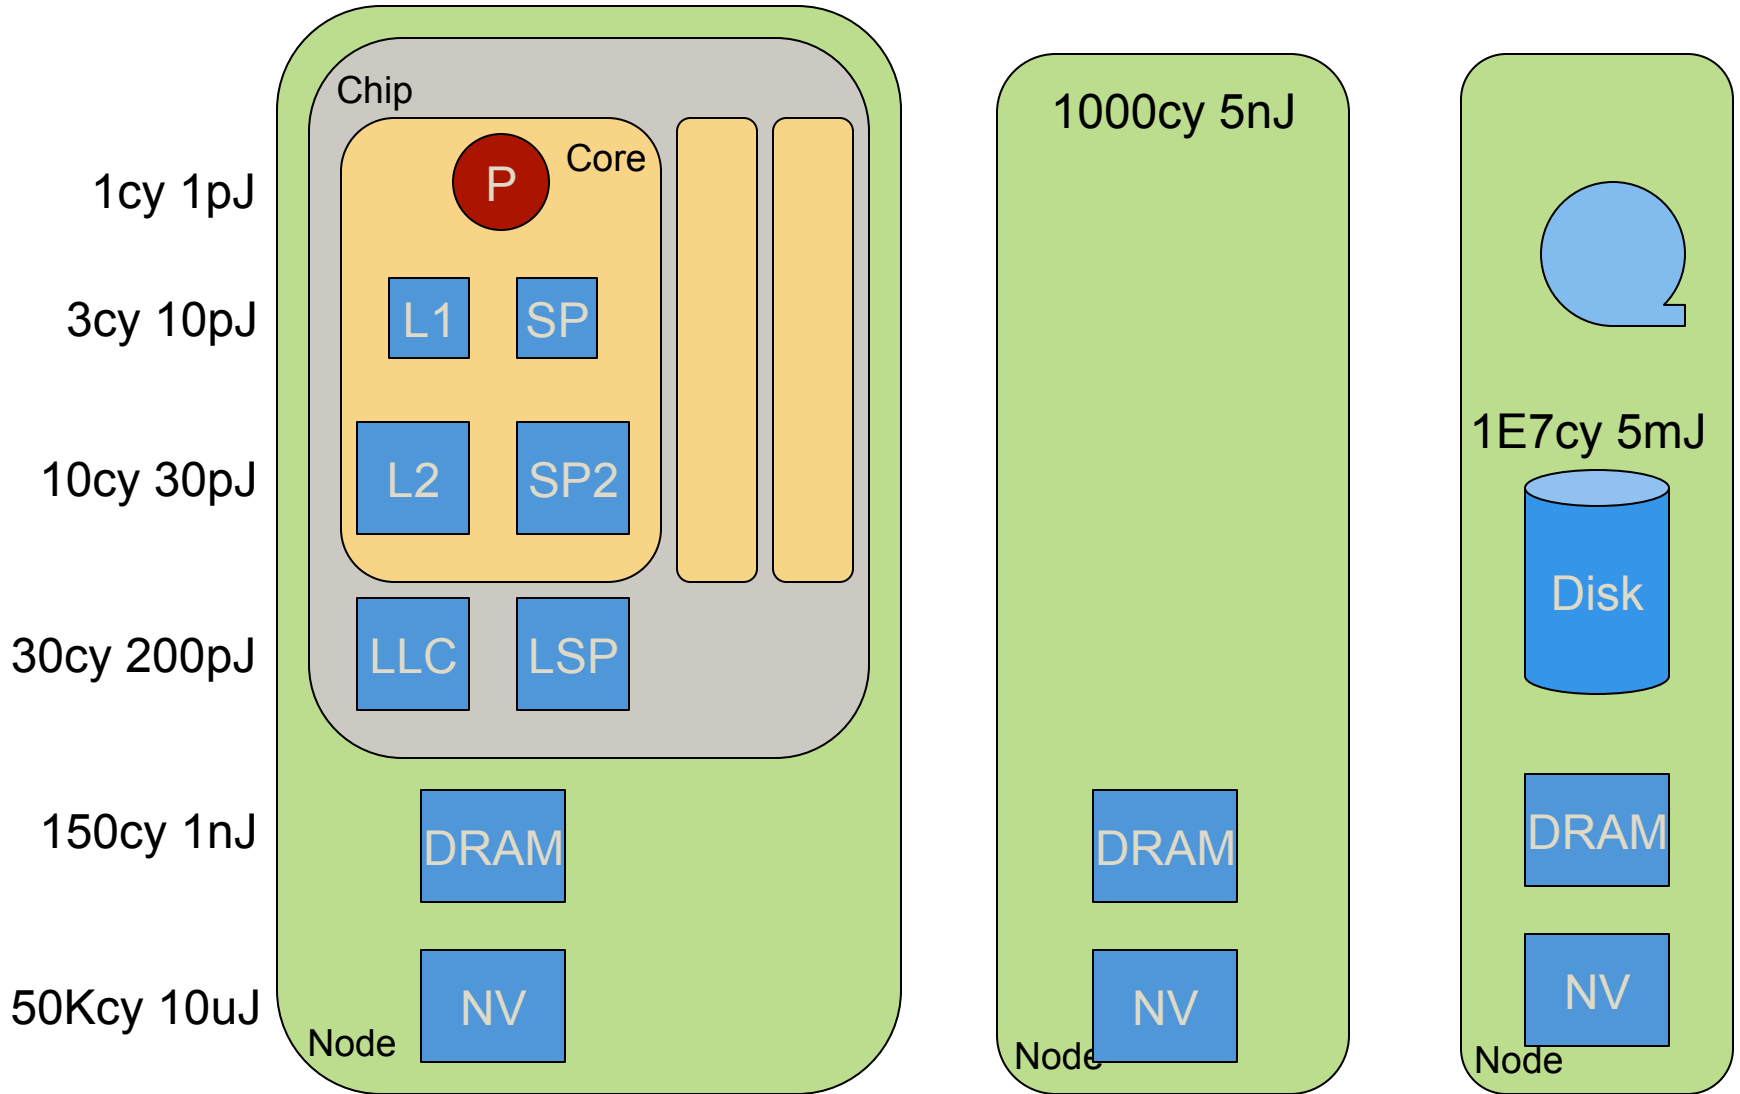 Chip
1000cy 5nJ
Core
P
1cy 1pJ
3cy 10pJ
L1
SP
1E7cy 5mJ
10cy 30pJ
L2
SP2
Disk
30cy 200pJ
LLC
LSP
150cy 1nJ
DRAM
DRAM
DRAM
50Kcy 10uJ
NV
NV
NV
Node
Node
Node